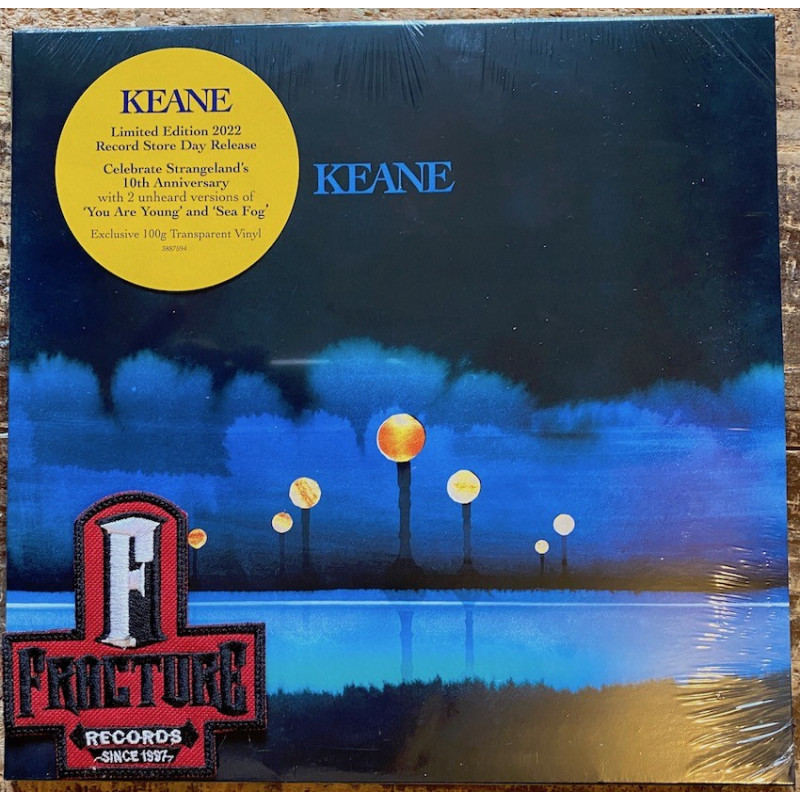 KEANE
Limited Edition 2022
Record Store Day Release
Celebrate Strangeland's
10th Anniversary
with 2 unheard versions of
'You Are Young' and 'Sea Fog'
Exclusive 100g Transparent Vinyl
3887594
KEANE
F
FRACTURE
RECORDS
SINCE 1997